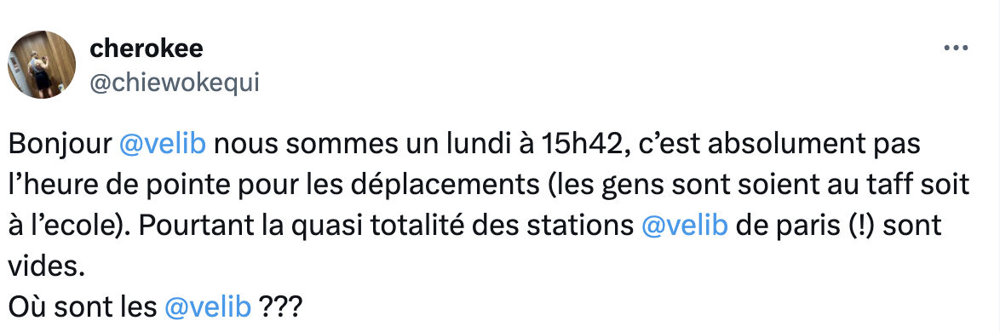 cherokee
@chiewokequi
Bonjour @velib nous sommes un lundi à 15h42, c’est absolument pas
l’heure de pointe pour les déplacements (les gens sont soient au taff soit
à l’ecole). Pourtant la quasi totalité des stations @velib de paris (!) sont
vides.
Où sont les @velib ???